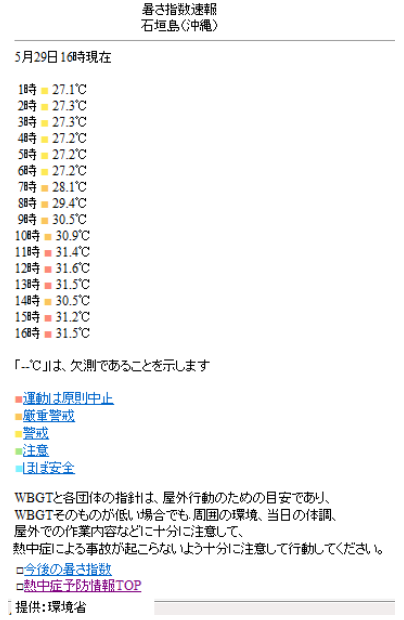 暑さ指数速報
石垣島(沖縄)
5月29日16時現在
1時 ■ 27.1℃
2時 ■ 27.3℃
3時 ■ 27.3℃
4時 ■ 27.2℃
5時 ■ 27.2℃
6時 ■ 27.2℃
7時 ■ 28.1℃
8時 ■ 29.4℃
9時 ■ 30.5℃
10時 ■ 30.9℃
11時 ■ 31.4℃
12時 ■ 31.6℃
13時 ■ 31.5℃
14時 ■ 30.5℃
15時 ■ 31.2℃
16時 ■ 31.5℃
「--℃」は、欠測であることを示します
■運動は原則中止
■厳重警戒
■警戒
■注意
■ほぼ安全
WBGTと各団体の指針は、屋外行動のための目安であり、
WBGTそのものが低い場合でも周囲の環境、当日の体調、
屋外での作業内容などに十分に注意して、
熱中症による事故が起こらないよう十分に注意して行動してください。
□今後の暑さ指数
□熱中症予防情報TOP
提供:環境省